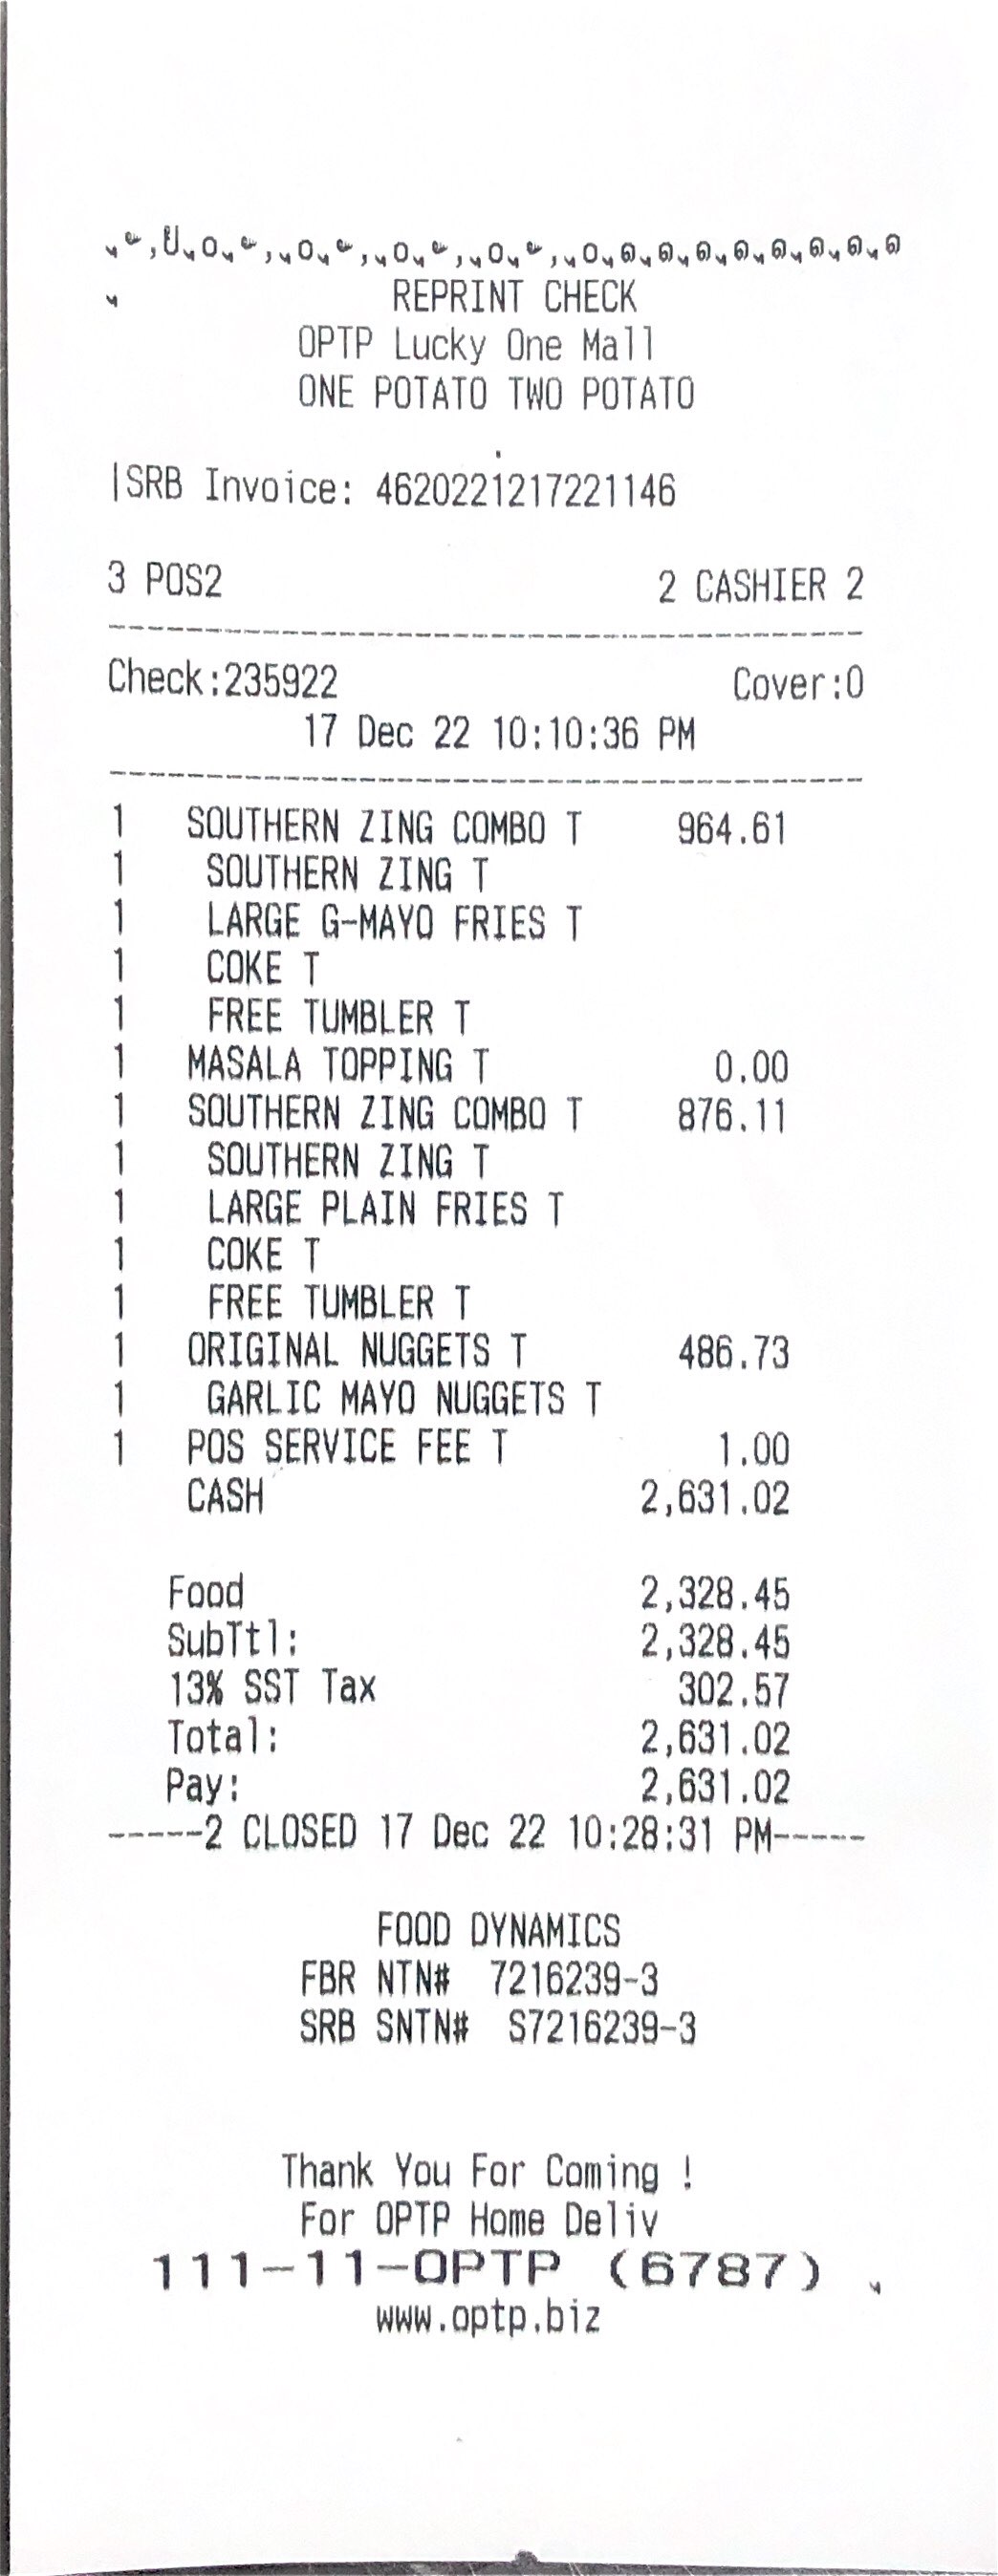 REPRINT CHECK
OPTP Lucky One Mall
ONE POTATO TWO POTATO
|SRB Invoice: 4620221217221146
3 POS2 2 CASHIER 2
Check:235922 Cover:0
17 Dec 22 10:10:36 PM
1 SOUTHERN ZING COMBO T 964.61
1 SOUTHERN ZING T
1 LARGE G-MAYO FRIES T
1 COKE T
1 FREE TUMBLER T
1 MASALA TOPPING T 0.00
1 SOUTHERN ZING COMBO T 876.11
1 SOUTHERN ZING T
1 LARGE PLAIN FRIES T
1 COKE T
1 FREE TUMBLER T
1 ORIGINAL NUGGETS T 486.73
1 GARLIC MAYO NUGGETS T
1 POS SERVICE FEE T 1.00
CASH 2,631.02
Food 2,328.45
SubTtl: 2,328.45
13% SST Tax 302.57
Total: 2,631.02
Pay: 2,631.02
-----2 CLOSED 17 Dec 22 10:28:31 PM-----
FOOD DYNAMICS
FBR NTN# 7216239-3
SRB SNTN# S7216239-3
Thank You For Coming !
For OPTP Home Deliv
111-11-OPTP (6787)
www.optp.biz